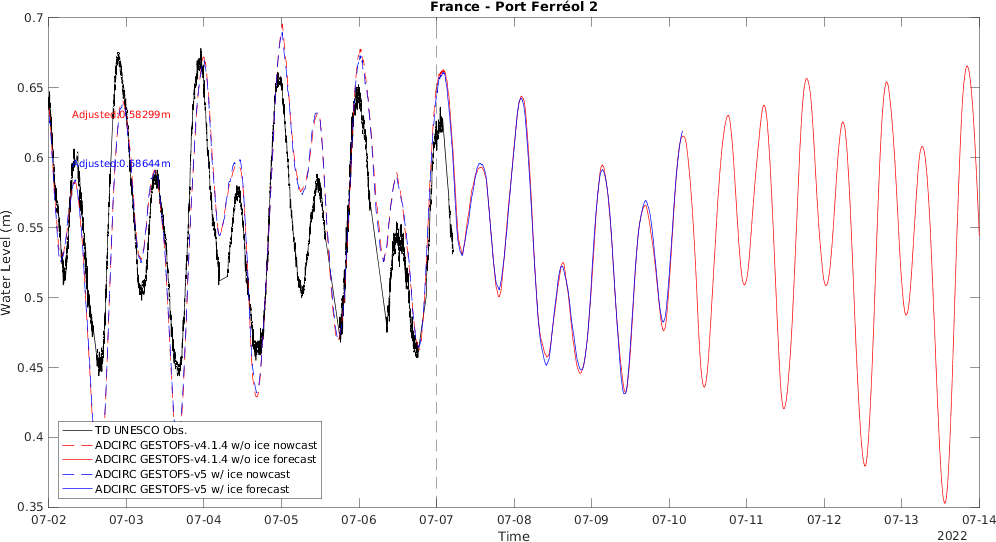 France - Port Ferréol 2
0.7
0.65
0.6
0.55
0.5
0.45
0.4
0.35
Water Level (m)
Adjusted:0.58299m
Adjusted:0.58644m
TD UNESCO Obs.
ADCIRC GESTOFS-v4.1.4 w/o ice nowcast
ADCIRC GESTOFS-v4.1.4 w/o ice forecast
ADCIRC GESTOFS-v5 w/ ice nowcast
ADCIRC GESTOFS-v5 w/ ice forecast
07-02 07-03 07-04 07-05 07-06 07-07 07-08 07-09 07-10 07-11 07-12 07-13 07-14
Time
2022